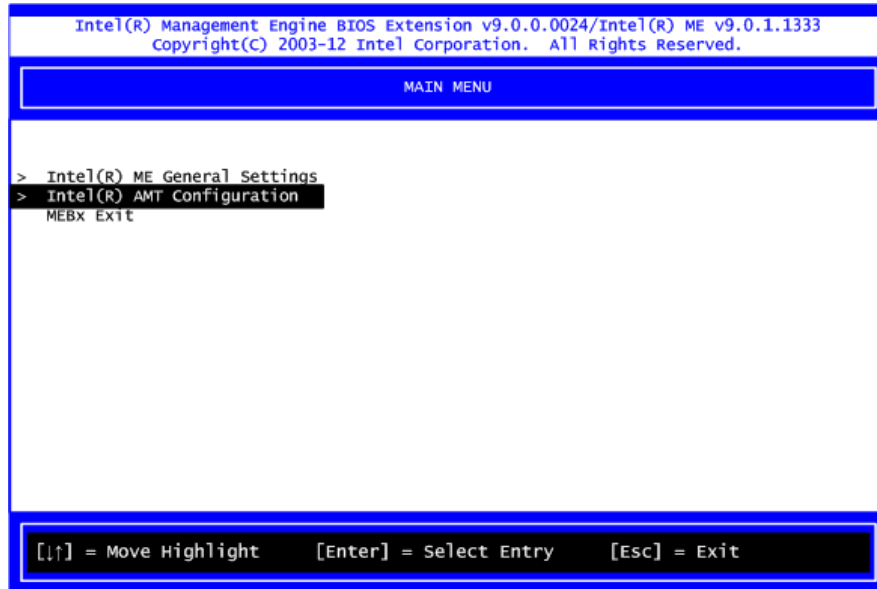 Intel(R) Management Engine BIOS Extension v9.0.0.0024/Intel(R) ME v9.0.1.1333
Copyright(C) 2003-12 Intel Corporation. All Rights Reserved.
MAIN MENU
> Intel(R) ME General Settings
> Intel(R) AMT Configuration
MEBx Exit
[↓↑] = Move Highlight [Enter] = Select Entry [Esc] = Exit